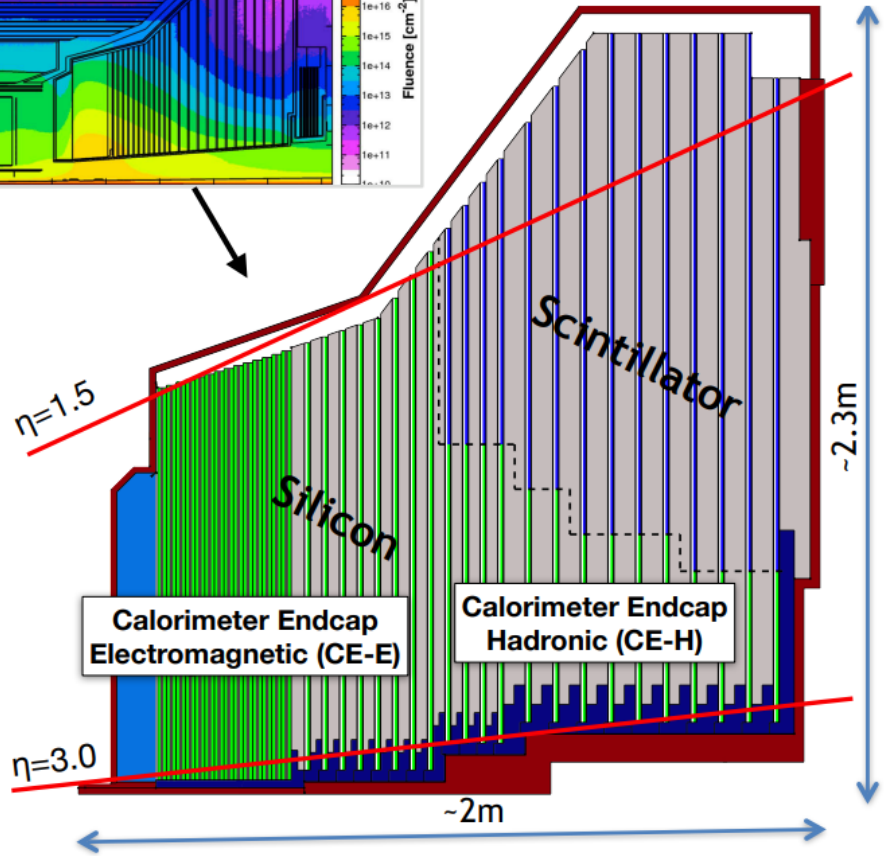 1e+16
1e+15
1e+14
1e+13
1e+12
1e+11
Fluence [cm⁻²]
η=1.5
Scintillator
Silicon
~2.3m
Calorimeter Endcap
Electromagnetic (CE-E)
Calorimeter Endcap
Hadronic (CE-H)
η=3.0
~2m